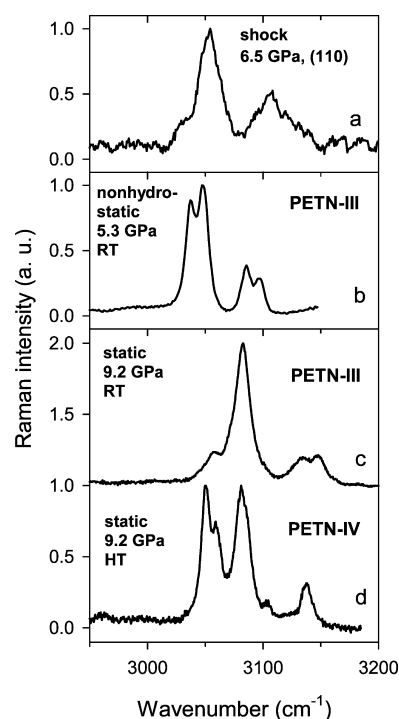 1.0
shock
6.5 GPa, (110)
0.5
a
0.0
1.0
nonhydro-
static
5.3 GPa
RT
PETN-III
0.5
b
0.0
2.0
static
9.2 GPa
RT
PETN-III
1.5
c
1.0
static
9.2 GPa
HT
PETN-IV
0.5
d
0.0
Raman intensity (a. u.)
3000
3100
3200
Wavenumber (cm⁻¹)